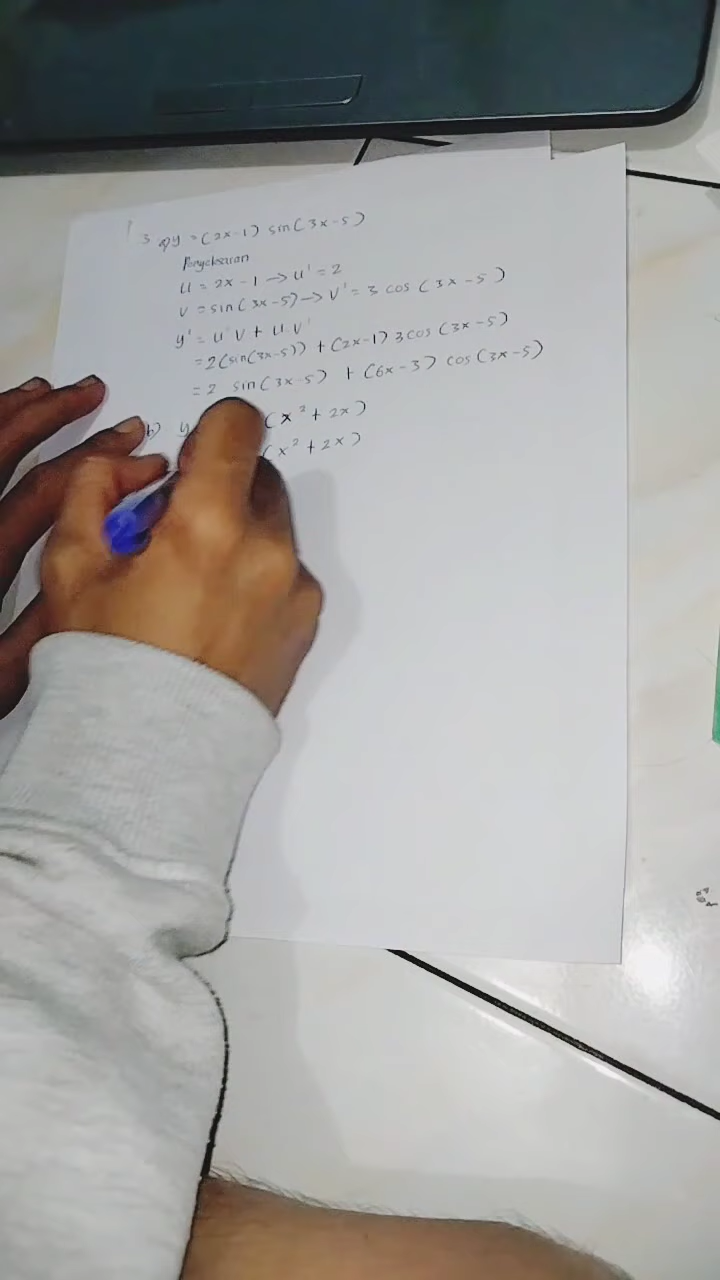 3 a) y = (2x-1) sin(3x-5)
Penyelesaian
u = 2x - 1 → u' = 2
v = sin(3x-5) → v' = 3 cos (3x-5)
y' = u'v + u.v'
= 2(sin(3x-5)) + (2x-1) 3cos (3x-5)
= 2 sin(3x-5) + (6x-3) cos (3x-5)
b) y (x² + 2x)
(x² + 2x)